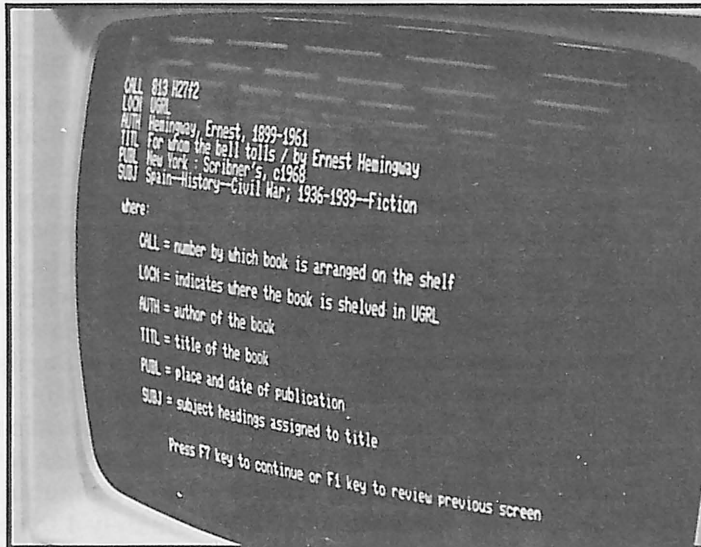 CALL 813 H27f2
LOCN UGRL
AUTH Hemingway, Ernest, 1899-1961
TITL For whom the bell tolls / by Ernest Hemingway
PUBL New York : Scribner's, c1968
SUBJ Spain--History--Civil War; 1936-1939--Fiction
where:
CALL = number by which book is arranged on the shelf
LOCN = indicates where the book is shelved in UGRL
AUTH = author of the book
TITL = title of the book
PUBL = place and date of publication
SUBJ = subject headings assigned to title
Press F7 key to continue or F1 key to review previous screen